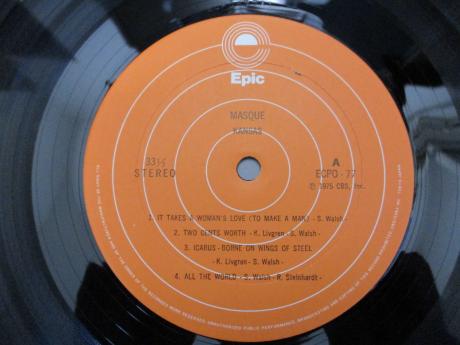 Epic
MASQUE
KANSAS
33⅓
STEREO
A
ECPO-77
Ⓟ 1975 CBS, Inc.
1. IT TAKES A WOMAN'S LOVE (TO MAKE A MAN) - S. Walsh -
2. TWO CENTS WORTH - K. Livgren - S. Walsh -
3. ICARUS - BORNE ON WINGS OF STEEL
- K. Livgren - S. Walsh -
4. ALL THE WORLD - S. Walsh - R. Steinhardt -